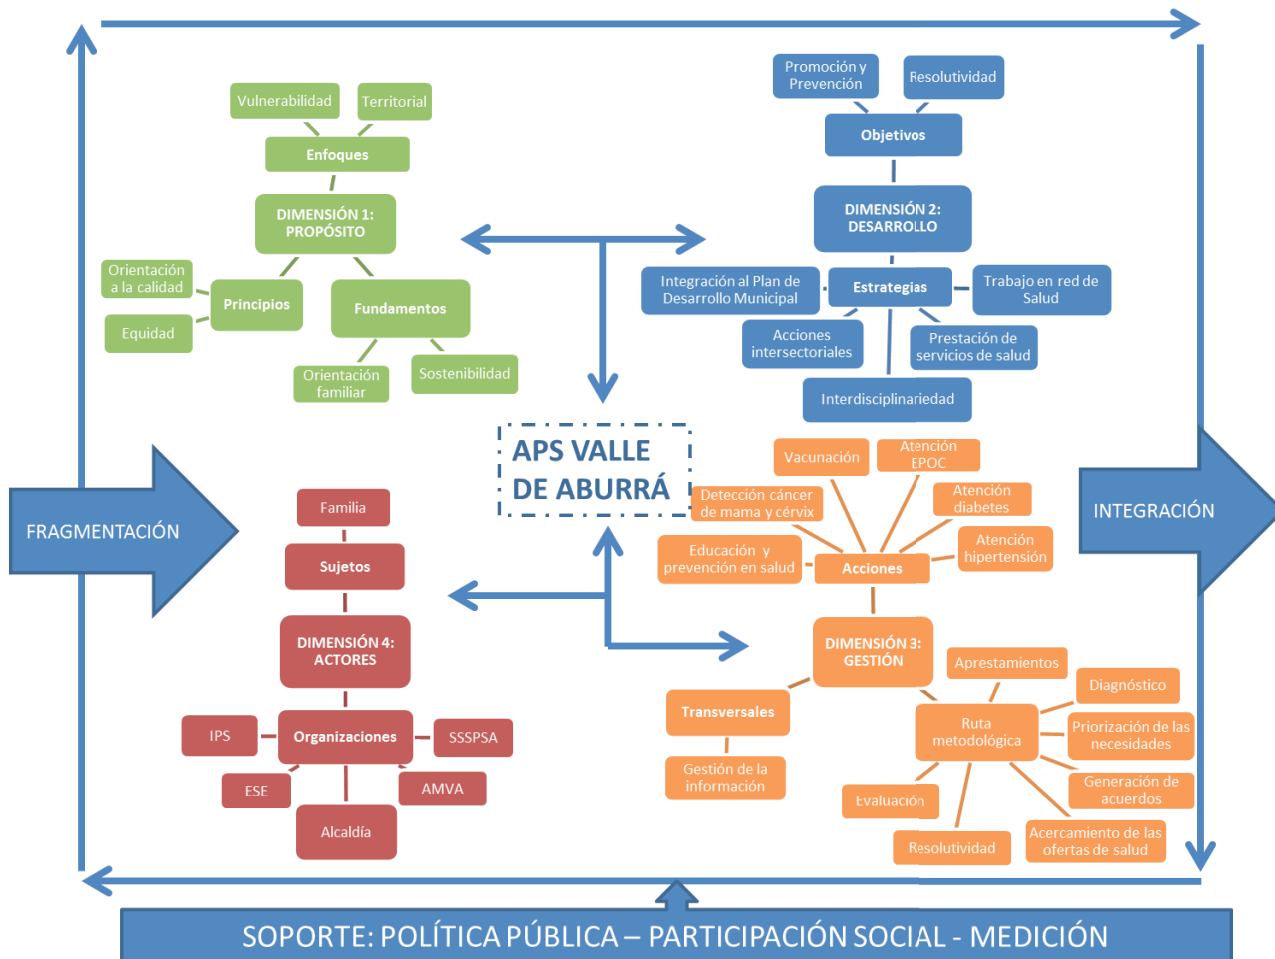 Vulnerabilidad
Territorial
Enfoques
DIMENSIÓN 1:
PROPÓSITO
Orientación
a la calidad
Principios
Equidad
Fundamentos
Orientación
familiar
Sostenibilidad
Promoción y
Prevención
Resolutividad
Objetivos
DIMENSIÓN 2:
DESARROLLO
Integración al Plan de
Desarrollo Municipal
Estrategias
Trabajo en red de
Salud
Acciones
intersectoriales
Prestación de
servicios de salud
Interdisciplinariedad
APS VALLE
DE ABURRÁ
FRAGMENTACIÓN
INTEGRACIÓN
Familia
Sujetos
DIMENSIÓN 4:
ACTORES
IPS
Organizaciones
SSSPSA
ESE
AMVA
Alcaldía
Vacunación
Atención
EPOC
Detección cáncer
de mama y cérvix
Atención
diabetes
Educación y
prevención en salud
Acciones
Atención
hipertensión
DIMENSIÓN 3:
GESTIÓN
Transversales
Gestión de la
información
Aprestamientos
Diagnóstico
Ruta
metodológica
Priorización de las
necesidades
Generación de
acuerdos
Evaluación
Resolutividad
Acercamiento de las
ofertas de salud
SOPORTE: POLÍTICA PÚBLICA – PARTICIPACIÓN SOCIAL - MEDICIÓN